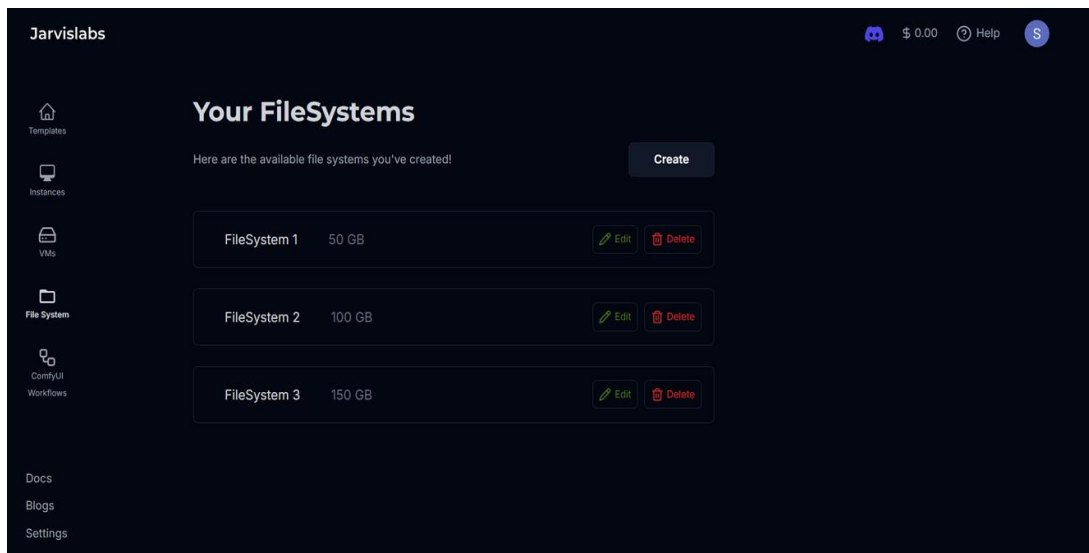 Jarvislabs
$ 0.00
Help
S
Templates
Instances
VMs
File System
ComfyUI
Workflows
Docs
Blogs
Settings
Your FileSystems
Here are the available file systems you've created!
Create
FileSystem 1 50 GB Edit Delete
FileSystem 2 100 GB Edit Delete
FileSystem 3 150 GB Edit Delete